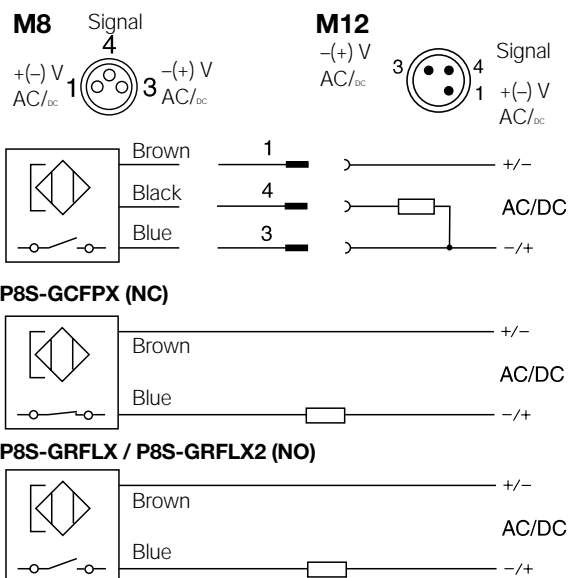 M8 Signal M12
4
−(+) V Signal
+(−) V 1 3 −(+) V AC/DC 3 4
AC/DC AC/DC 1 +(−) V
AC/DC
Brown 1 +/−
Black 4 AC/DC
Blue 3 −/+
P8S-GCFPX (NC)
+/−
Brown
AC/DC
Blue
−/+
P8S-GRFLX / P8S-GRFLX2 (NO)
+/−
Brown
AC/DC
Blue
−/+